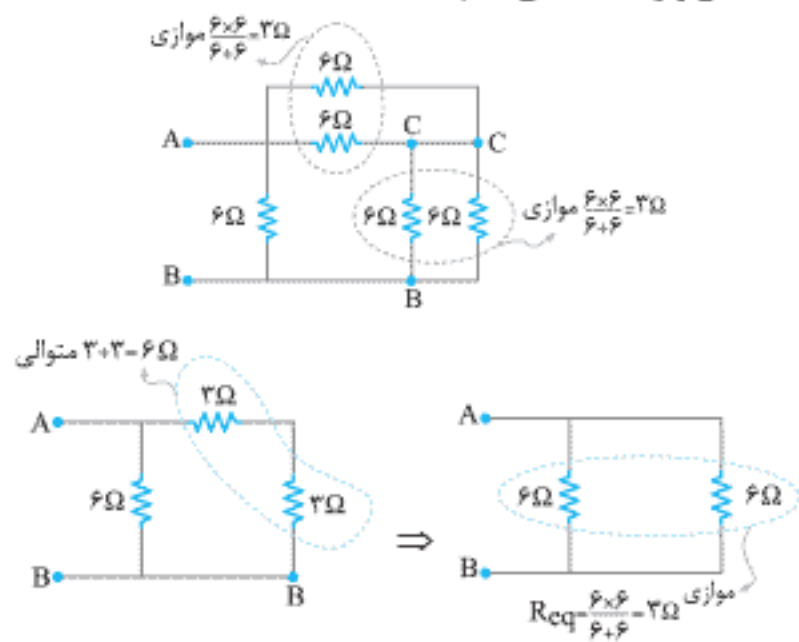 موازی ۶×۶/۶+۶=۳Ω
۶Ω
۶Ω
A
C
C
۶Ω
۶Ω
۶Ω
موازی ۶×۶/۶+۶=۳Ω
B
B
متوالی ۳+۳=۶Ω
۳Ω
A
۶Ω
۳Ω
B
B
⇒
A
۶Ω
۶Ω
B
موازی
Req=۶×۶/۶+۶=۳Ω